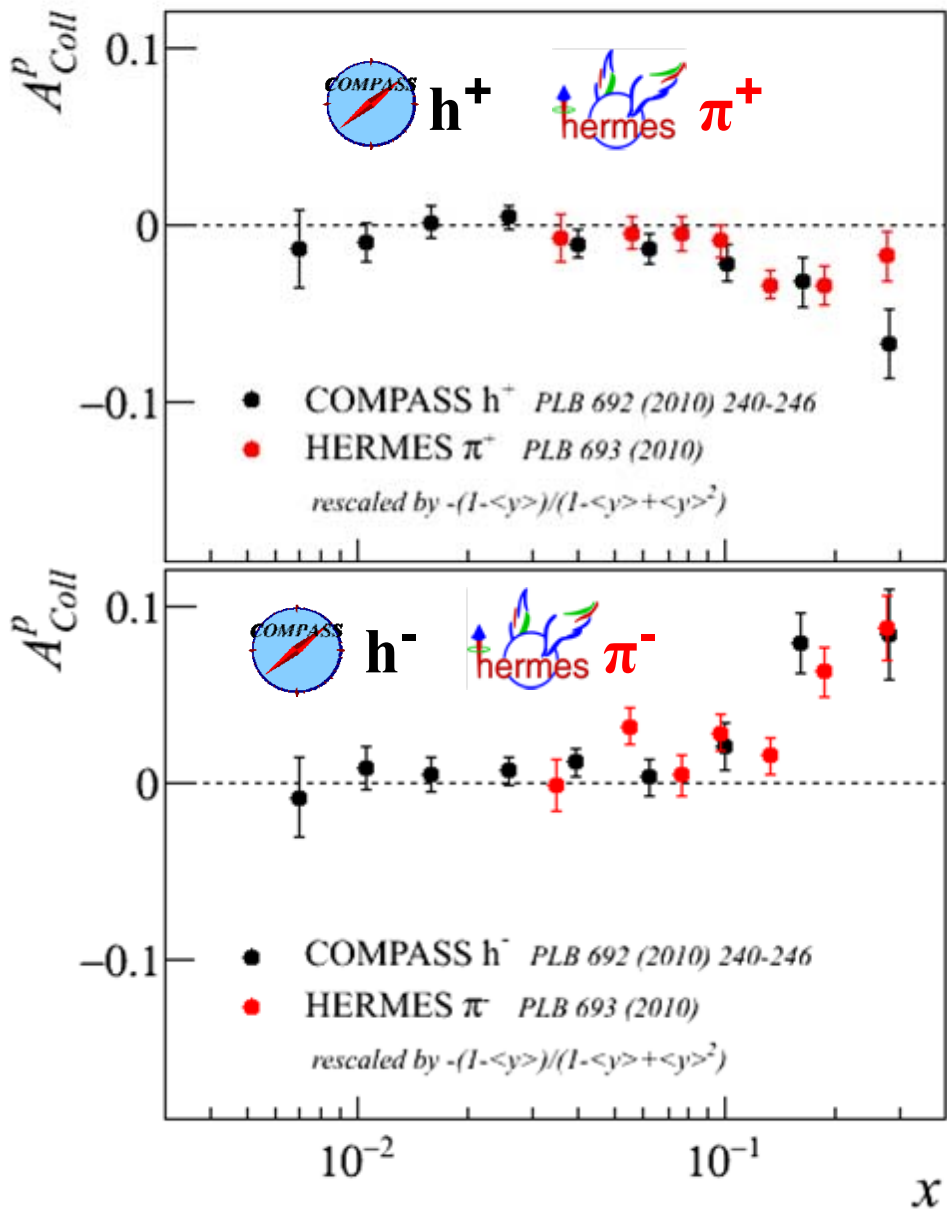 A^p_Coll
0.1
COMPASS h⁺ hermes π⁺
0
−0.1
COMPASS h⁺ PLB 692 (2010) 240-246
HERMES π⁺ PLB 693 (2010)
rescaled by -(1-<y>)/(1-<y>+<y>²)
A^p_Coll
0.1
COMPASS h⁻ hermes π⁻
0
−0.1
COMPASS h⁻ PLB 692 (2010) 240-246
HERMES π⁻ PLB 693 (2010)
rescaled by -(1-<y>)/(1-<y>+<y>²)
10⁻² 10⁻¹
x